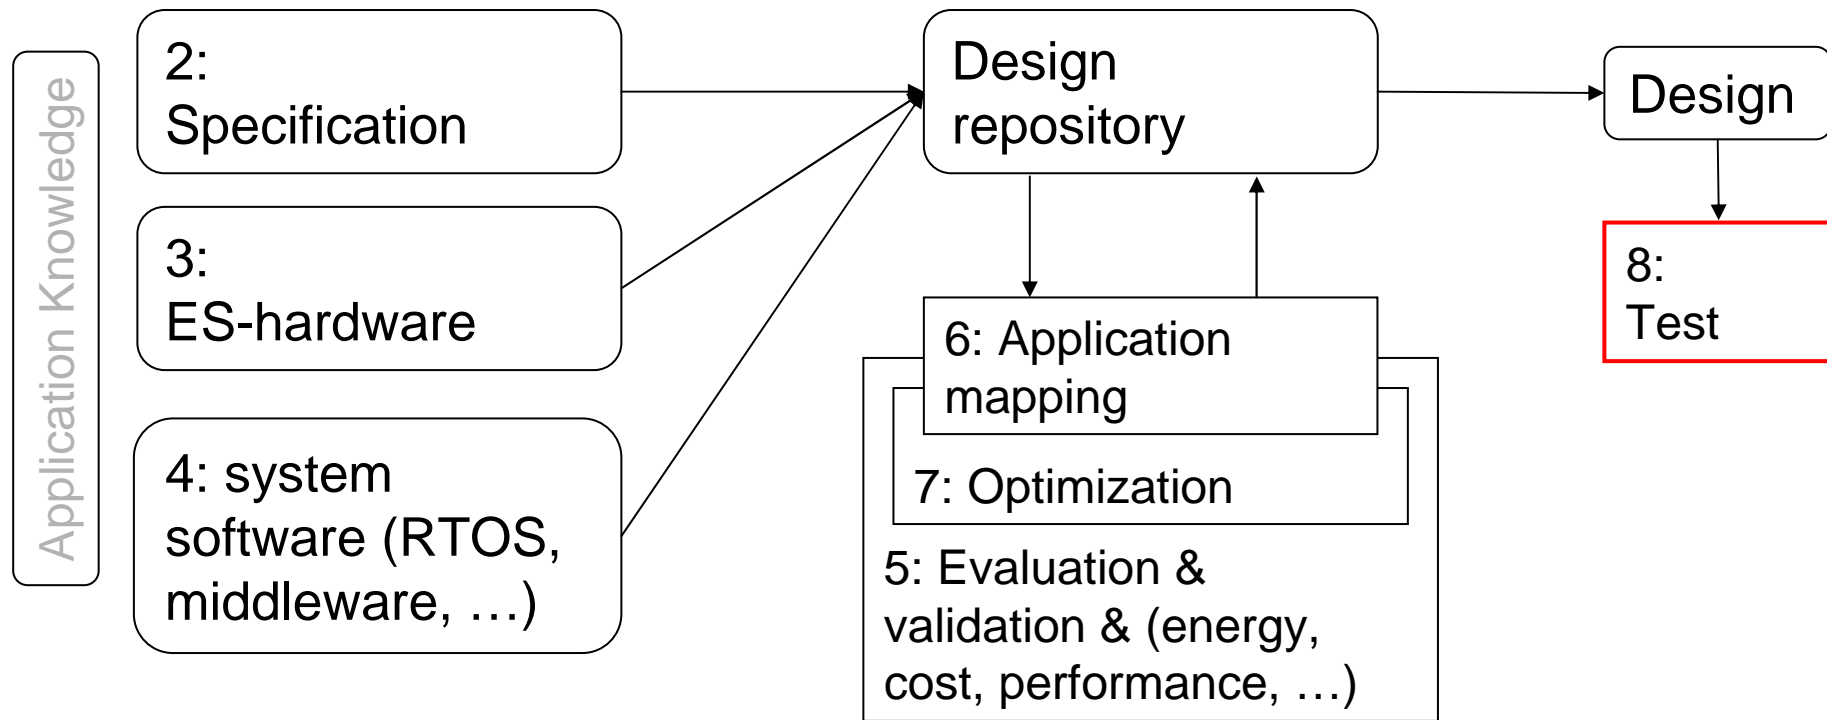 Application Knowledge
2:
Specification
3:
ES-hardware
4: system
software (RTOS,
middleware, …)
Design
repository
6: Application
mapping
7: Optimization
5: Evaluation &
validation & (energy,
cost, performance, …)
Design
8:
Test